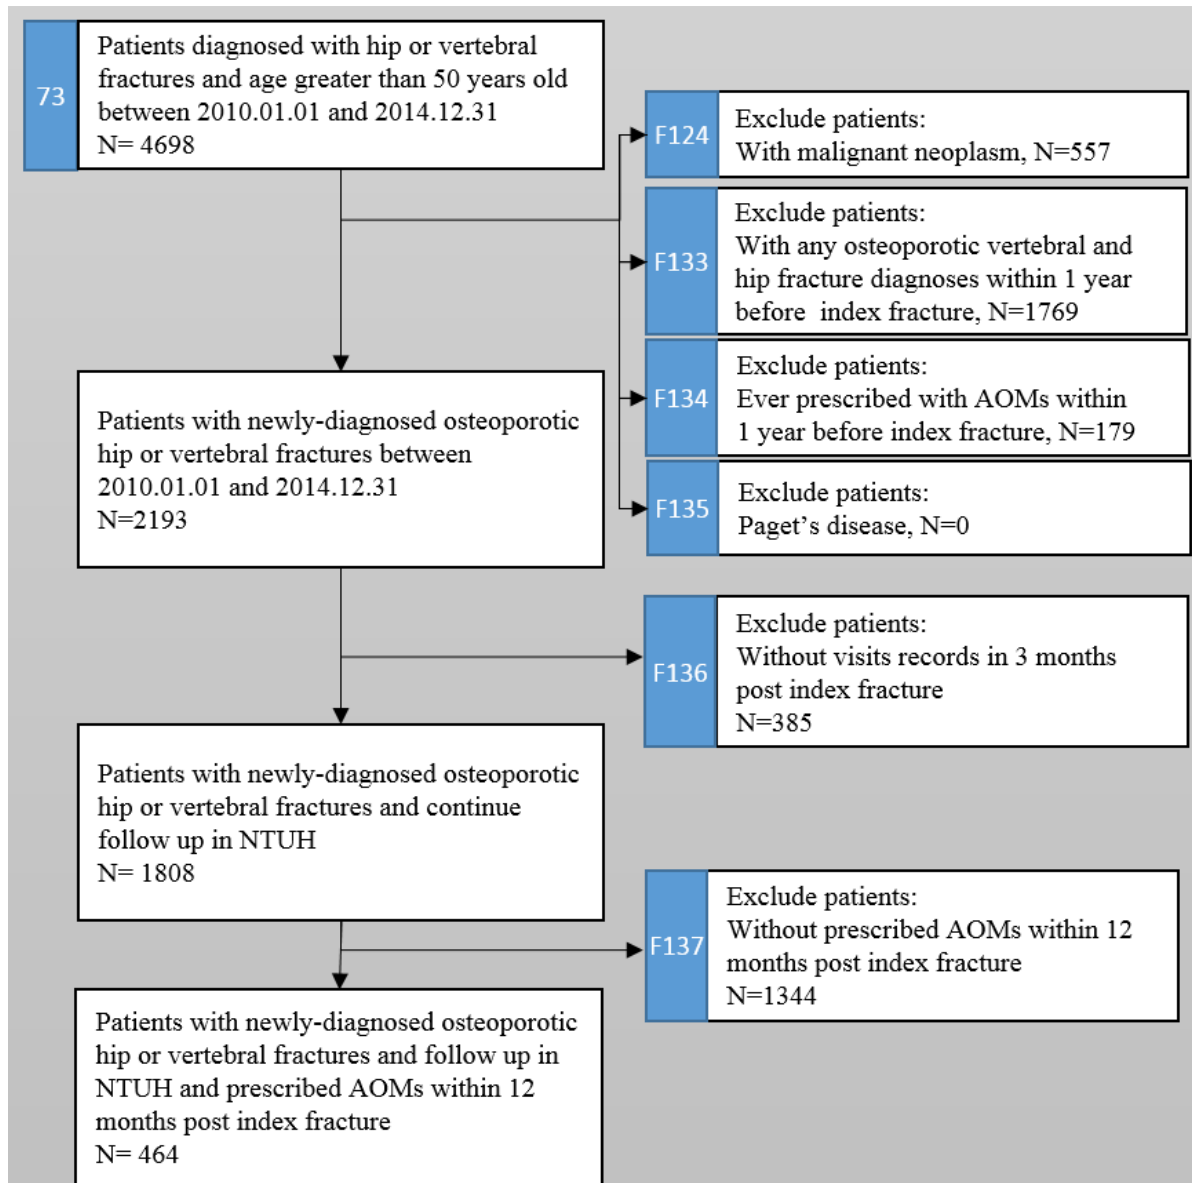 73
Patients diagnosed with hip or vertebral
fractures and age greater than 50 years old
between 2010.01.01 and 2014.12.31
N= 4698
F124
Exclude patients:
With malignant neoplasm, N=557
F133
Exclude patients:
With any osteoporotic vertebral and
hip fracture diagnoses within 1 year
before index fracture, N=1769
F134
Exclude patients:
Ever prescribed with AOMs within
1 year before index fracture, N=179
F135
Exclude patients:
Paget’s disease, N=0
Patients with newly-diagnosed osteoporotic
hip or vertebral fractures between
2010.01.01 and 2014.12.31
N=2193
F136
Exclude patients:
Without visits records in 3 months
post index fracture
N=385
Patients with newly-diagnosed osteoporotic
hip or vertebral fractures and continue
follow up in NTUH
N= 1808
F137
Exclude patients:
Without prescribed AOMs within 12
months post index fracture
N=1344
Patients with newly-diagnosed osteoporotic
hip or vertebral fractures and follow up in
NTUH and prescribed AOMs within 12
months post index fracture
N= 464